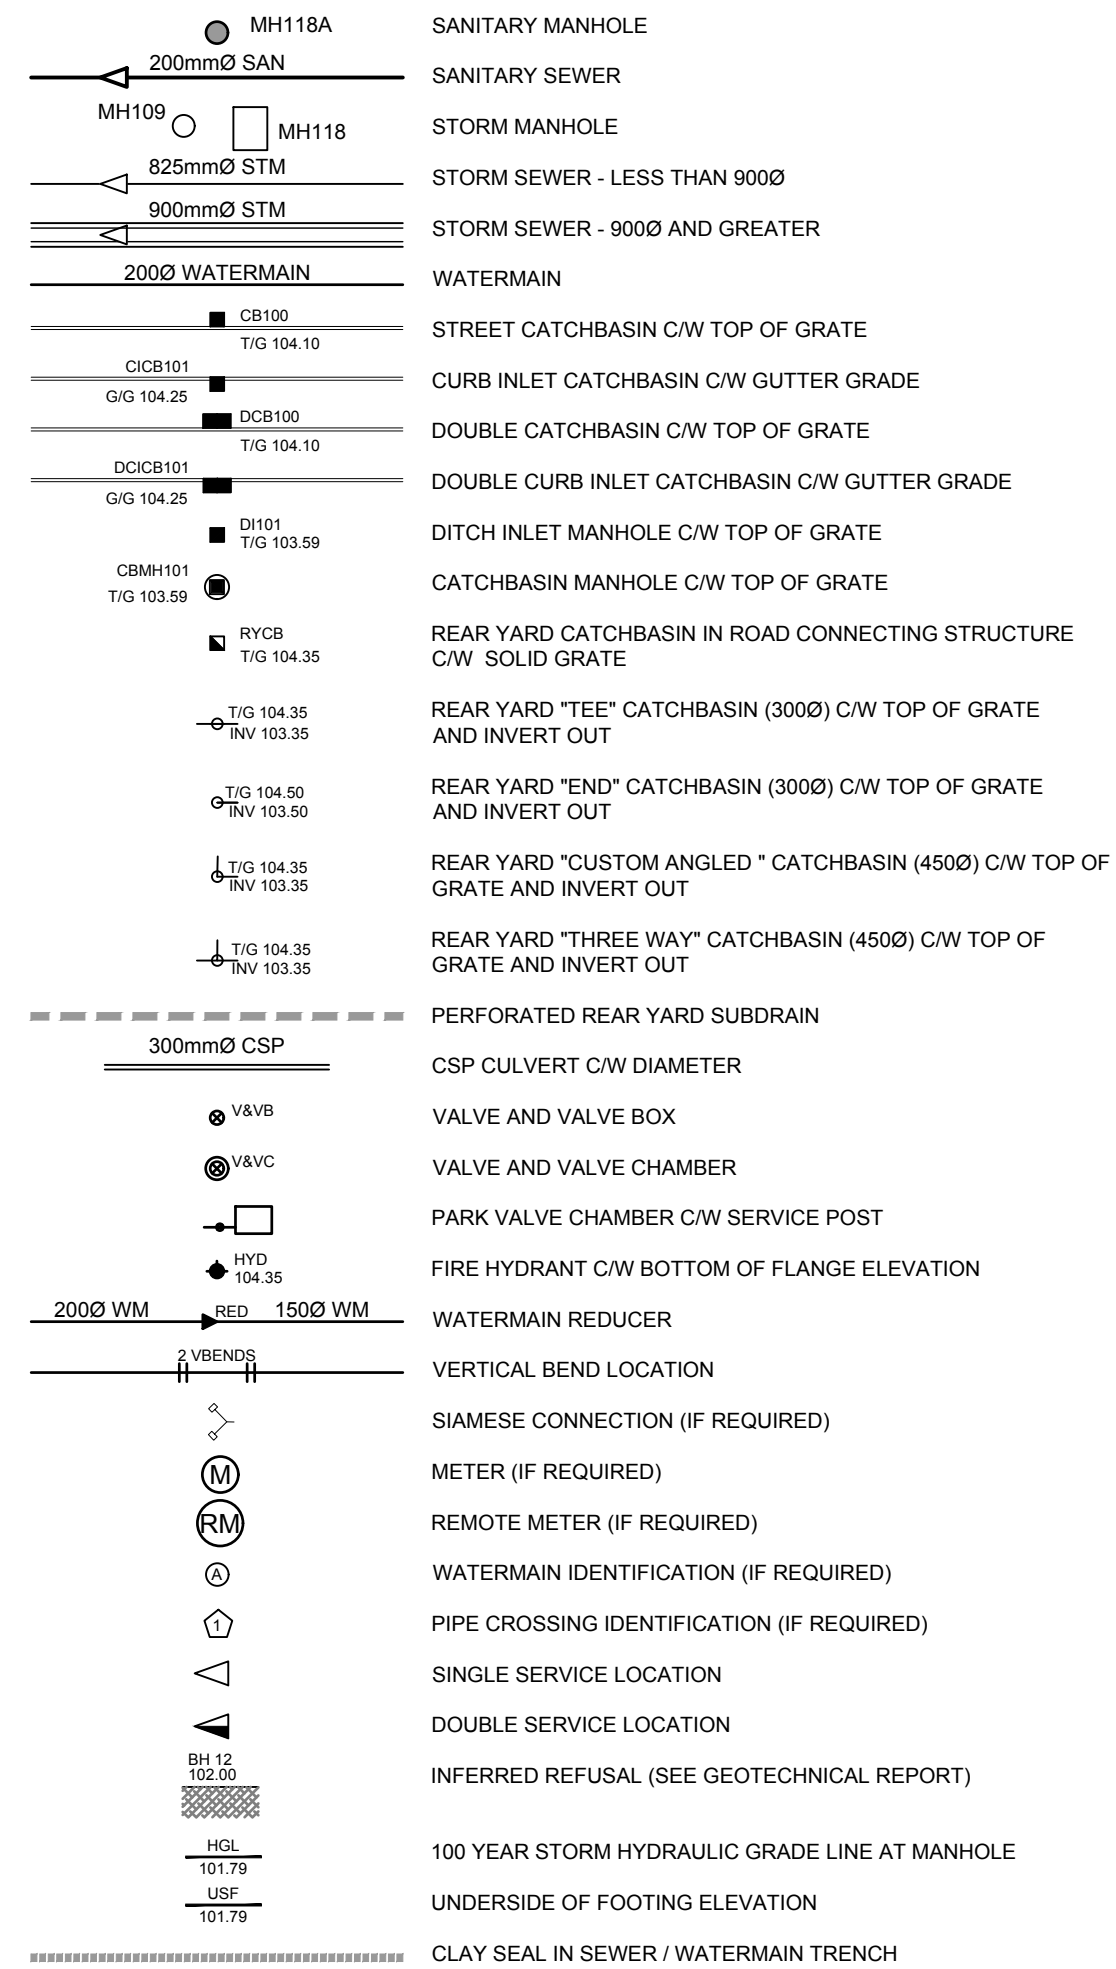 MH118A SANITARY MANHOLE
200mmØ SAN SANITARY SEWER
MH109 MH118 STORM MANHOLE
825mmØ STM STORM SEWER - LESS THAN 900Ø
900mmØ STM STORM SEWER - 900Ø AND GREATER
200Ø WATERMAIN WATERMAIN
CB100
STREET CATCHBASIN C/W TOP OF GRATE
T/G 104.10
CICB101
CURB INLET CATCHBASIN C/W GUTTER GRADE
G/G 104.25
DCB100
DOUBLE CATCHBASIN C/W TOP OF GRATE
T/G 104.10
DCICB101
DOUBLE CURB INLET CATCHBASIN C/W GUTTER GRADE
G/G 104.25
DI101
DITCH INLET MANHOLE C/W TOP OF GRATE
T/G 103.59
CBMH101
CATCHBASIN MANHOLE C/W TOP OF GRATE
T/G 103.59
RYCB REAR YARD CATCHBASIN IN ROAD CONNECTING STRUCTURE
T/G 104.35 C/W SOLID GRATE
T/G 104.35 REAR YARD "TEE" CATCHBASIN (300Ø) C/W TOP OF GRATE
INV 103.35 AND INVERT OUT
T/G 104.50 REAR YARD "END" CATCHBASIN (300Ø) C/W TOP OF GRATE
INV 103.50 AND INVERT OUT
T/G 104.35 REAR YARD "CUSTOM ANGLED " CATCHBASIN (450Ø) C/W TOP OF
INV 103.35 GRATE AND INVERT OUT
T/G 104.35 REAR YARD "THREE WAY" CATCHBASIN (450Ø) C/W TOP OF
INV 103.35 GRATE AND INVERT OUT
PERFORATED REAR YARD SUBDRAIN
300mmØ CSP CSP CULVERT C/W DIAMETER
V&VB VALVE AND VALVE BOX
V&VC VALVE AND VALVE CHAMBER
PARK VALVE CHAMBER C/W SERVICE POST
HYD
FIRE HYDRANT C/W BOTTOM OF FLANGE ELEVATION
104.35
200Ø WM RED 150Ø WM WATERMAIN REDUCER
2 VBENDS VERTICAL BEND LOCATION
SIAMESE CONNECTION (IF REQUIRED)
M METER (IF REQUIRED)
RM REMOTE METER (IF REQUIRED)
A WATERMAIN IDENTIFICATION (IF REQUIRED)
1 PIPE CROSSING IDENTIFICATION (IF REQUIRED)
SINGLE SERVICE LOCATION
DOUBLE SERVICE LOCATION
BH 12
102.00 INFERRED REFUSAL (SEE GEOTECHNICAL REPORT)
HGL 100 YEAR STORM HYDRAULIC GRADE LINE AT MANHOLE
101.79
USF UNDERSIDE OF FOOTING ELEVATION
101.79
CLAY SEAL IN SEWER / WATERMAIN TRENCH